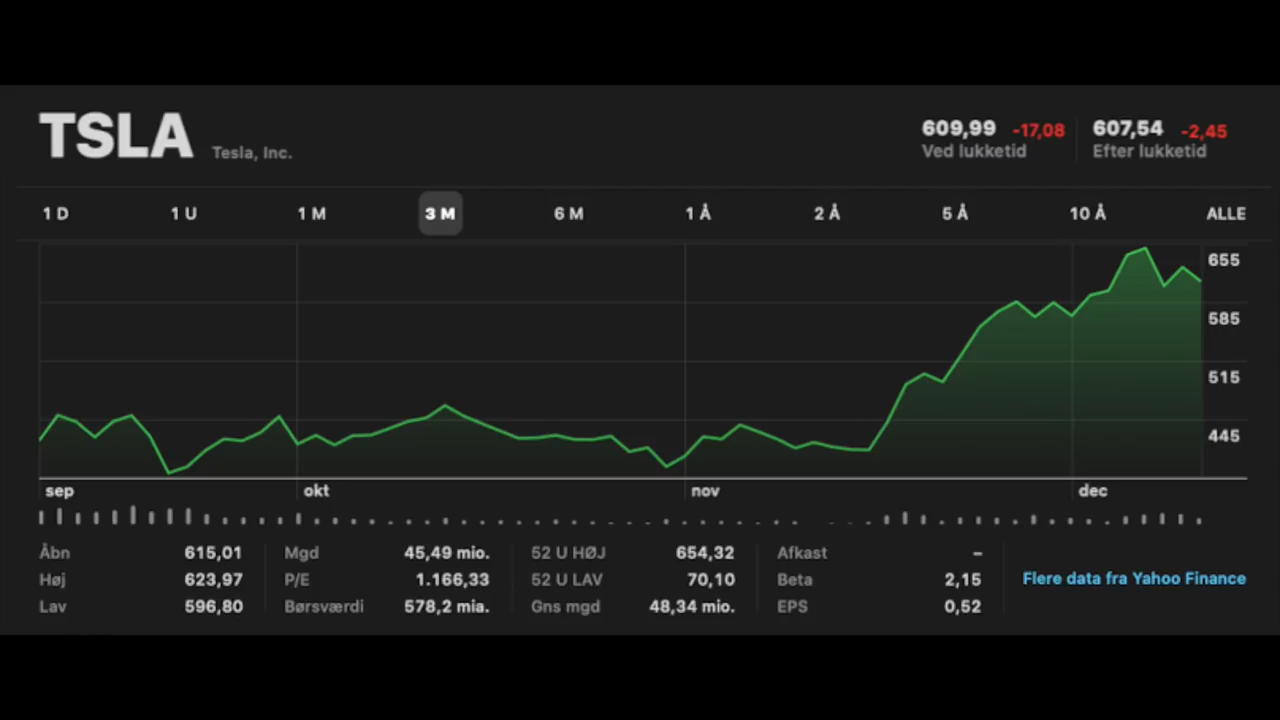 TSLA Tesla, Inc.
609,99 -17,08
Ved lukketid
607,54 -2,45
Efter lukketid
1 D 1 U 1 M 3 M 6 M 1 Å 2 Å 5 Å 10 Å ALLE
655
585
515
445
sep okt nov dec
Åbn 615,01
Høj 623,97
Lav 596,80
Mgd 45,49 mio.
P/E 1.166,33
Børsværdi 578,2 mia.
52 U HØJ 654,32
52 U LAV 70,10
Gns mgd 48,34 mio.
Afkast –
Beta 2,15
EPS 0,52
Flere data fra Yahoo Finance